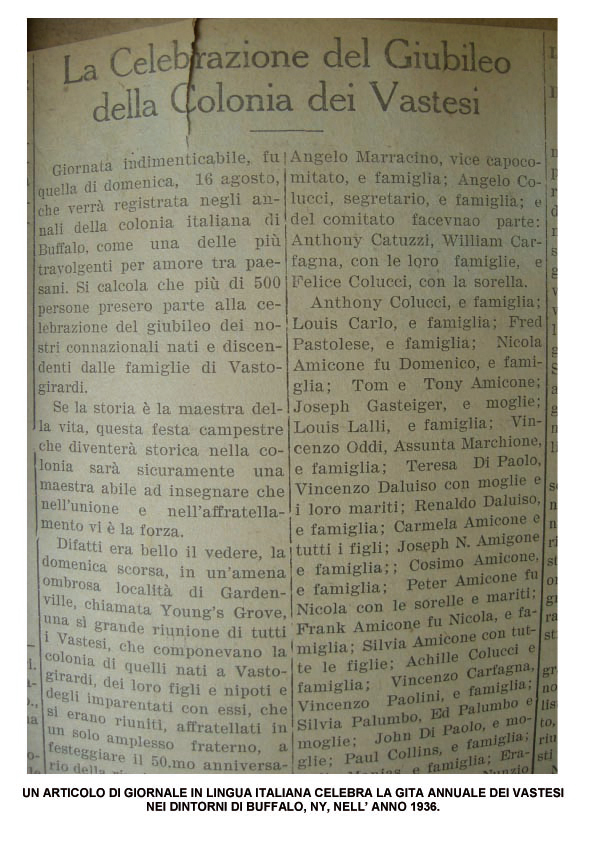 La Celebrazione del Giubileo
della Colonia dei Vastesi
Giornata indimenticabile, fu
quella di domenica, 16 agosto,
che verrà registrata negli an-
nali della colonia italiana di
Buffalo, come una delle più
travolgenti per amore tra pae-
sani. Si calcola che più di 500
persone presero parte alla ce-
lebrazione del giubileo dei no-
stri connazionali nati e discen-
denti dalle famiglie di Vasto-
girardi.
Se la storia è la maestra del-
la vita, questa festa campestre
che diventerà storica nella co-
lonia sarà sicuramente una
maestra abile ad insegnare che
nell'unione e nell'affratella-
mento vi è la forza.
Difatti era bello il vedere, la
domenica scorsa, in un'amena
ombrosa località di Garden-
ville, chiamata Young's Grove,
una sì grande riunione di tutti
i Vastesi, che componevano la
colonia di quelli nati a Vasto-
girardi, dei loro figli e nipoti e
degli imparentati con essi, che
si erano riuniti, affratellati in
un solo amplesso fraterno, a
festeggiare il 50.mo anniversa-
Angelo Marracino, vice capoco-
mitato, e famiglia; Angelo Co-
lucci, segretario, e famiglia; e
del comitato facevnao parte:
Anthony Catuzzi, William Car-
fagna, con le loro famiglie, e
Felice Colucci, con la sorella.
Anthony Colucci, e famiglia;
Louis Carlo, e famiglia; Fred
Pastolese, e famiglia; Nicola
Amicone fu Domenico, e fami-
glia; Tom e Tony Amicone;
Joseph Gasteiger, e moglie;
Louis Lalli, e famiglia; Vin-
cenzo Oddi, Assunta Marchione,
e famiglia; Teresa Di Paolo,
Vincenzo Daluiso con moglie e
i loro mariti; Renaldo Daluiso,
e famiglia; Carmela Amicone e
tutti i figli; Joseph N. Amigone
e famiglia;; Cosimo Amicone,
e famiglia; Peter Amicone fu
Nicola con le sorelle e mariti;
Frank Amicone fu Nicola, e fa-
miglia; Silvia Amicone con tut-
te le figlie; Achille Colucci e
famiglia; Vincenzo Carfagna,
Vincenzo Paolini, e famiglia;
Silvia Palumbo, Ed Palumbo e
moglie; John Di Paolo, e mo-
glie; Paul Collins, e famiglia;
e famiglia; Era-
UN ARTICOLO DI GIORNALE IN LINGUA ITALIANA CELEBRA LA GITA ANNUALE DEI VASTESI
NEI DINTORNI DI BUFFALO, NY, NELL' ANNO 1936.